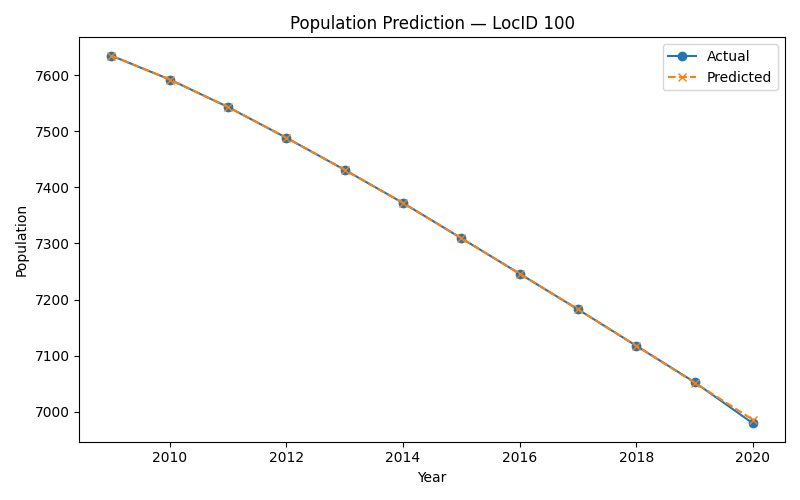 Population Prediction — LocID 100
Actual
Predicted
7600
7500
7400
7300
7200
7100
7000
Population
2010 2012 2014 2016 2018 2020
Year